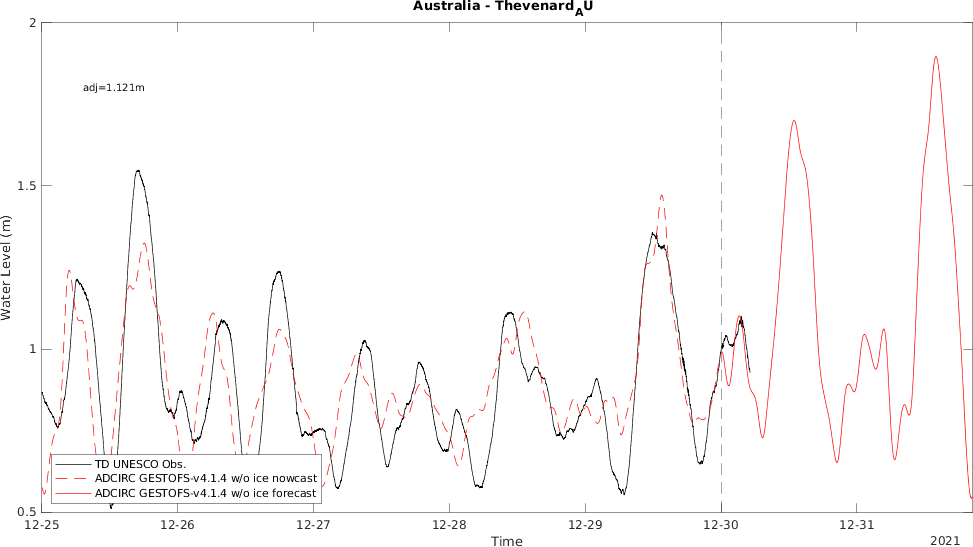 Australia - Thevenard_AU
adj=1.121m
Water Level (m)
2
1.5
1
0.5
TD UNESCO Obs.
ADCIRC GESTOFS-v4.1.4 w/o ice nowcast
ADCIRC GESTOFS-v4.1.4 w/o ice forecast
12-25 12-26 12-27 12-28 12-29 12-30 12-31
Time
2021